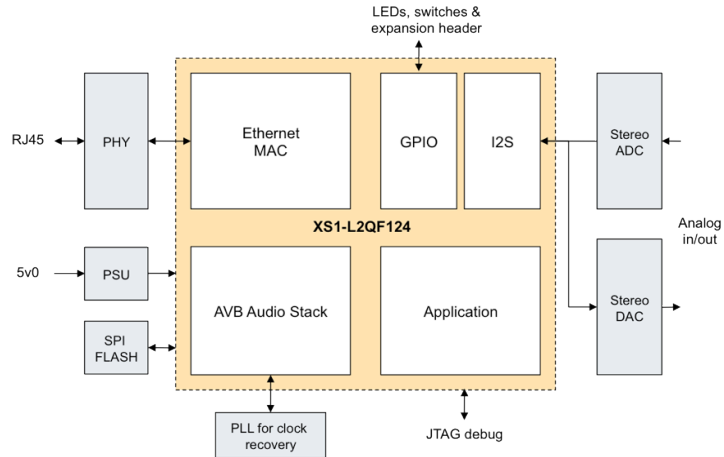 LEDs, switches &
expansion header
RJ45
PHY
Ethernet
MAC
GPIO
I2S
Stereo
ADC
XS1-L2QF124
Analog
in/out
5v0
PSU
AVB Audio Stack
Application
Stereo
DAC
SPI
FLASH
PLL for clock
recovery
JTAG debug